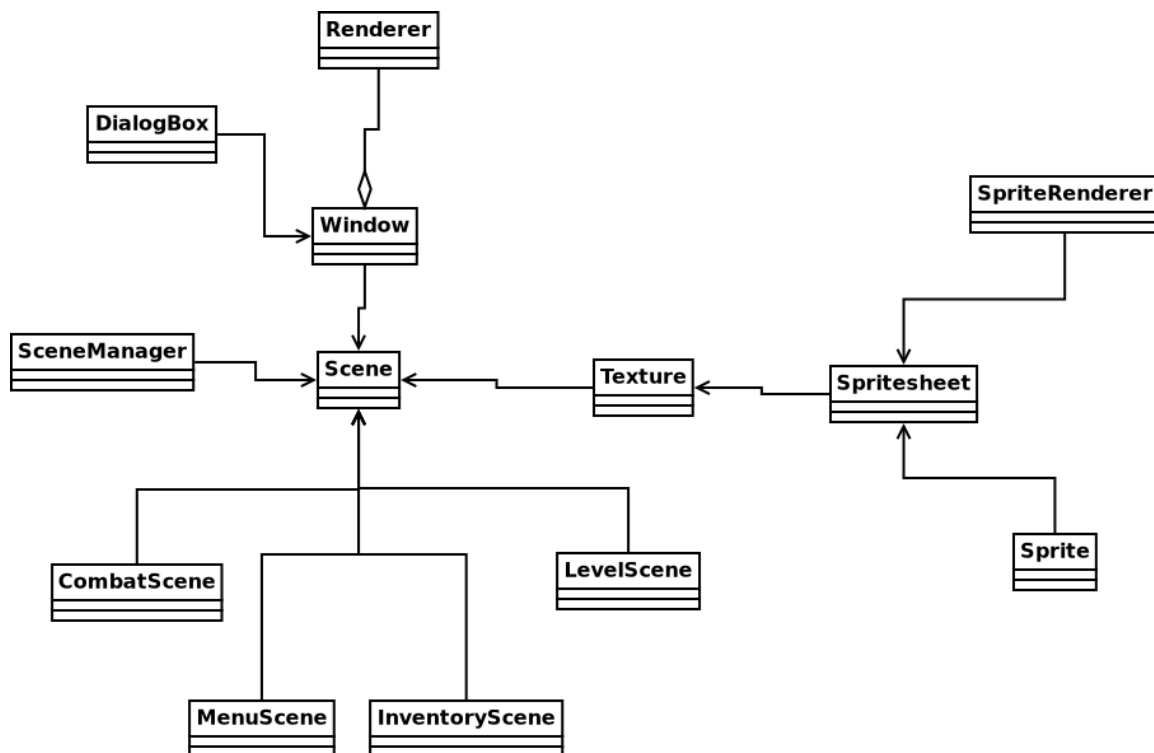 Renderer
DialogBox
SpriteRenderer
Window
SceneManager
Scene
Texture
Spritesheet
CombatScene
LevelScene
Sprite
MenuScene
InventoryScene